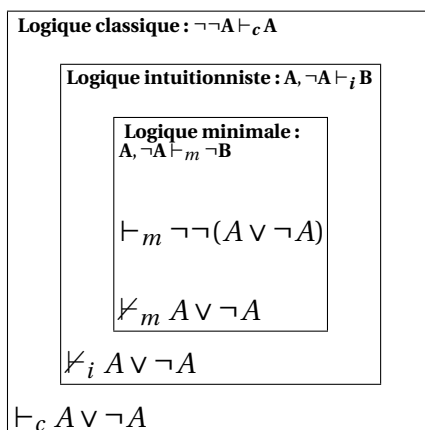 Logique classique : ¬¬A ⊢c A
Logique intuitionniste : A, ¬A ⊢i B
Logique minimale :
A, ¬A ⊢m ¬B
⊢m ¬¬(A ∨ ¬A)
⊬m A ∨ ¬A
⊬i A ∨ ¬A
⊢c A ∨ ¬A